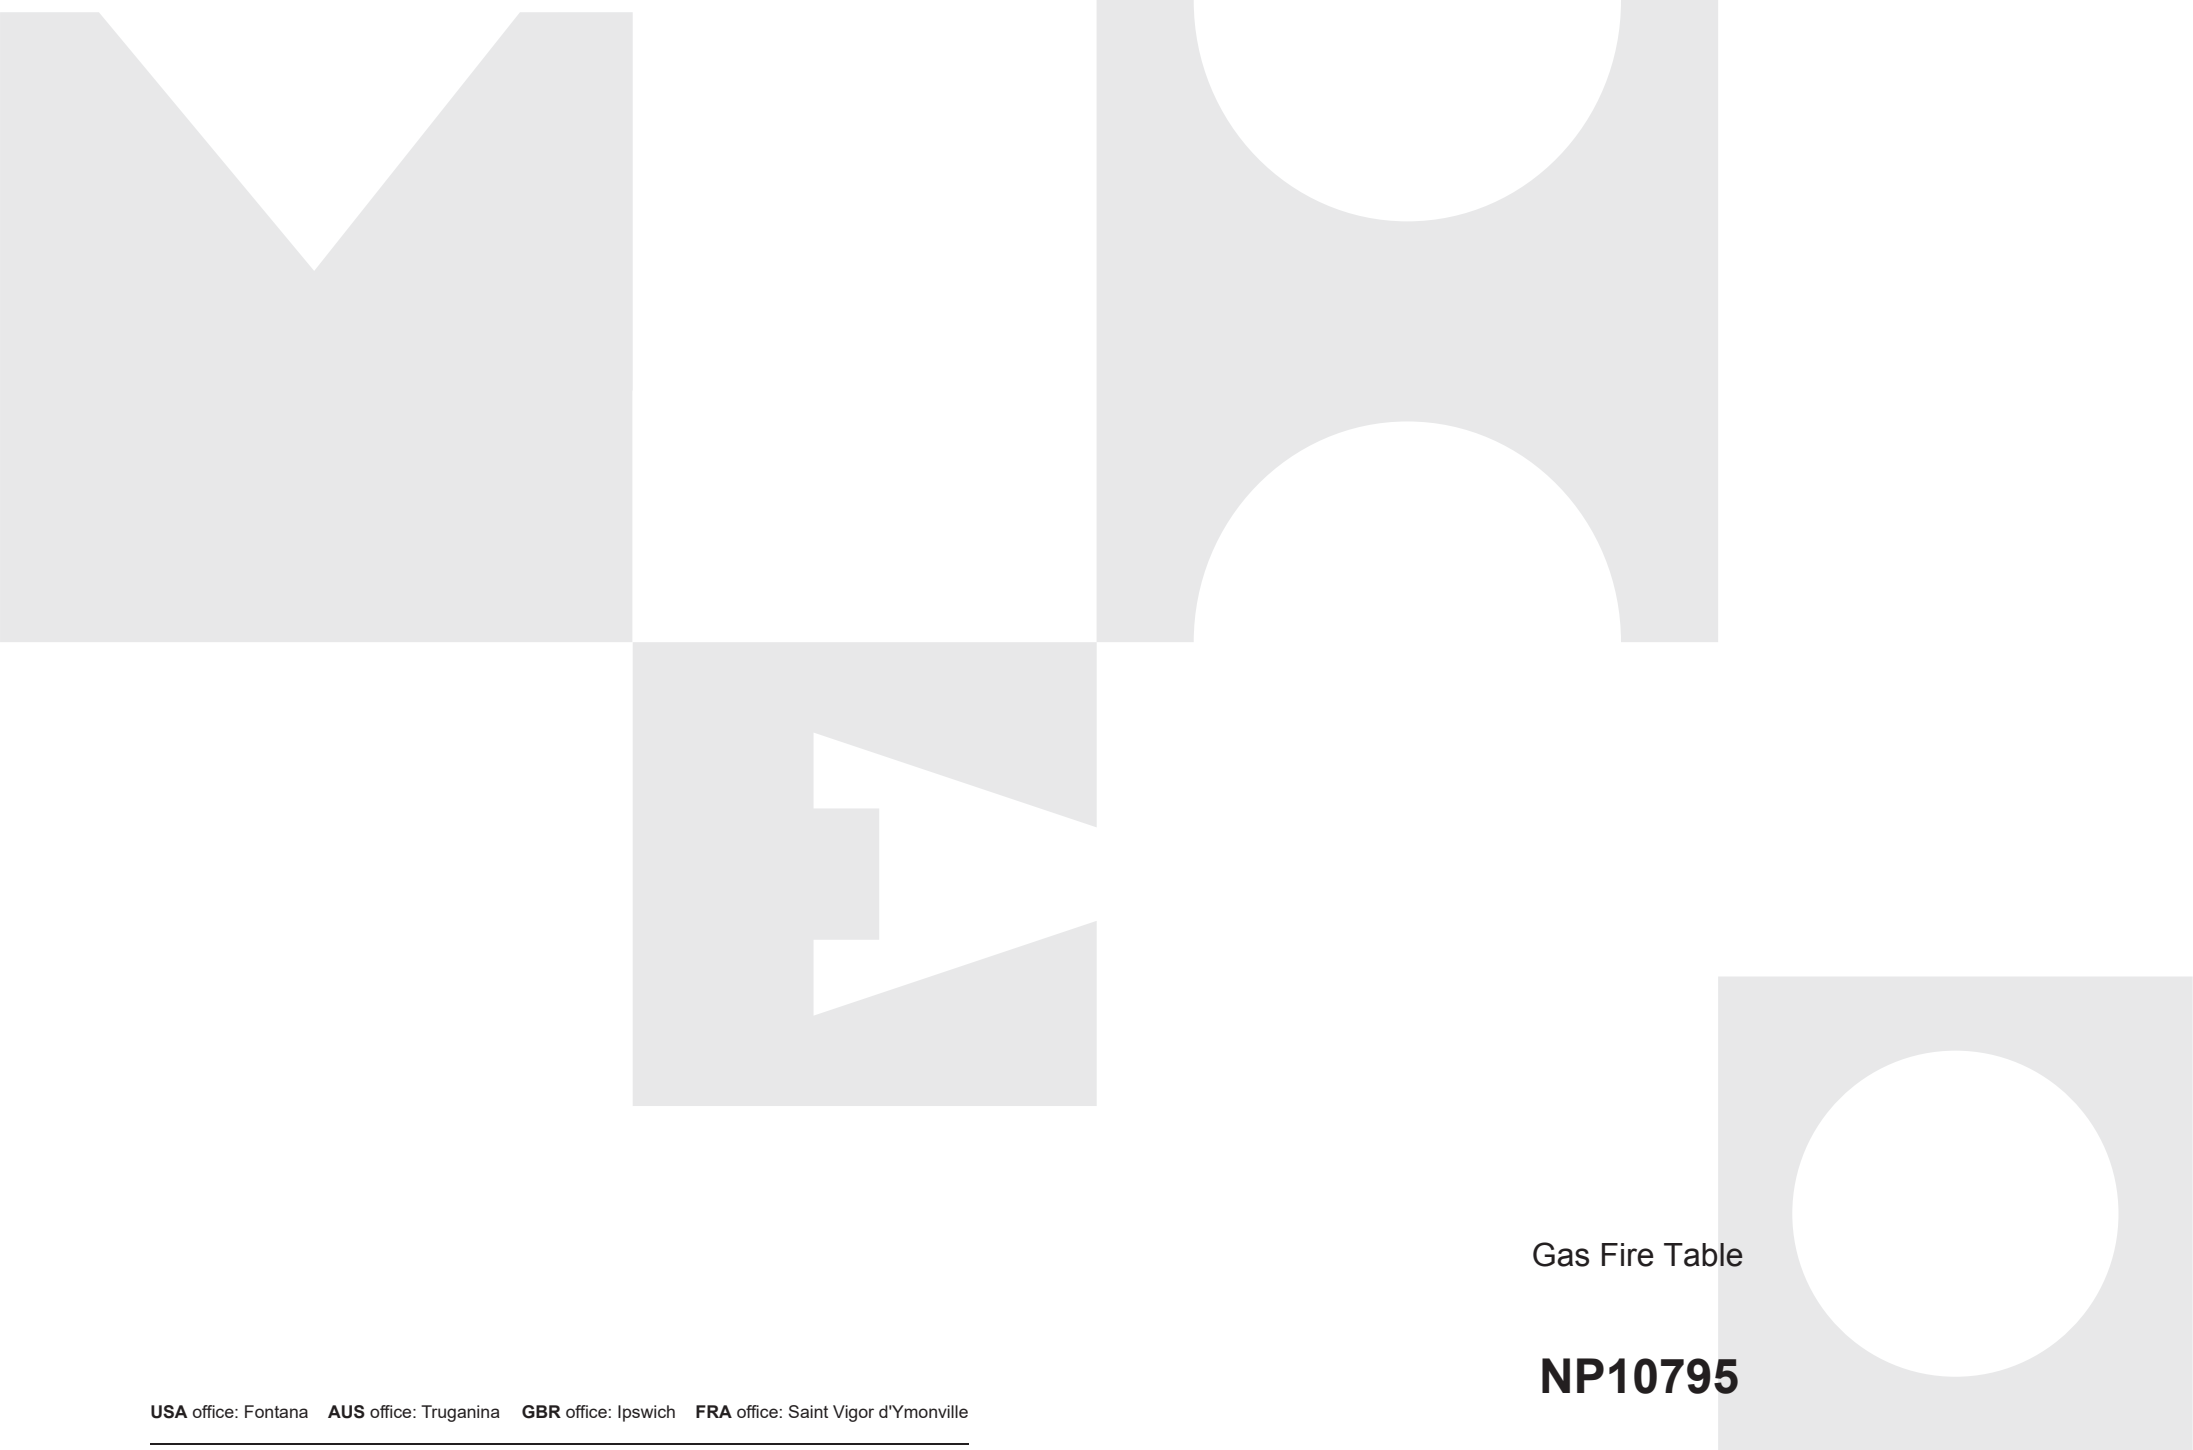 Gas Fire Table
NP10795
USA office: Fontana AUS office: Truganina GBR office: Ipswich FRA office: Saint Vigor d'Ymonville